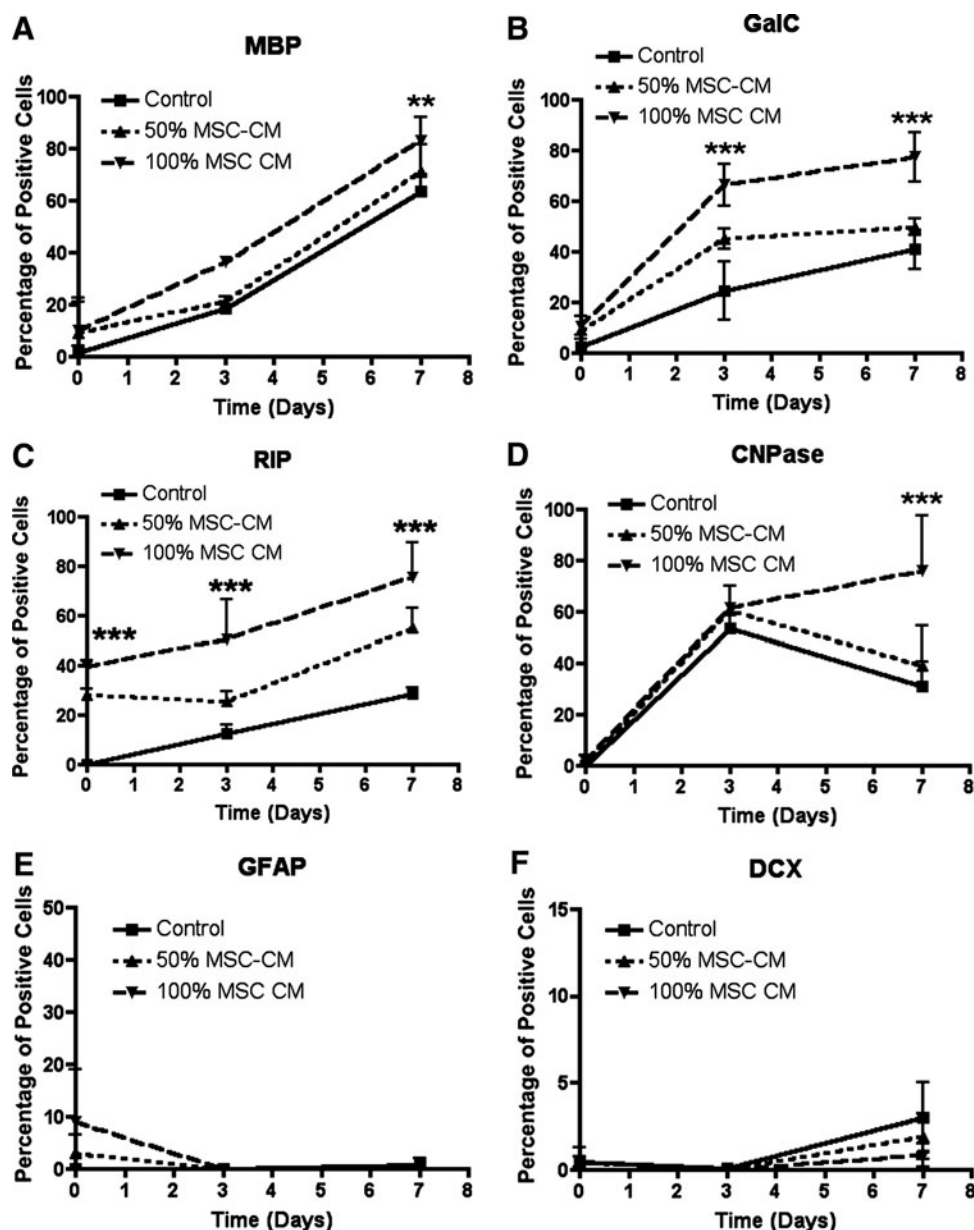 A
MBP
Control
50% MSC-CM
100% MSC CM
**
Percentage of Positive Cells
100
80
60
40
20
0
0 1 2 3 4 5 6 7 8
Time (Days)
B
GalC
Control
50% MSC-CM
100% MSC CM
***
***
Percentage of Positive Cells
100
80
60
40
20
0
0 1 2 3 4 5 6 7 8
Time (Days)
C
RIP
Control
50% MSC-CM
100% MSC CM
***
***
***
Percentage of Positive Cells
100
80
60
40
20
0
0 1 2 3 4 5 6 7 8
Time (Days)
D
CNPase
Control
50% MSC-CM
100% MSC CM
***
Percentage of Positive Cells
100
80
60
40
20
0
0 1 2 3 4 5 6 7 8
Time (Days)
E
GFAP
Control
50% MSC-CM
100% MSC CM
Percentage of Positive Cells
50
40
30
20
10
0
0 1 2 3 4 5 6 7 8
Time (Days)
F
DCX
Control
50% MSC-CM
100% MSC CM
Percentage of Positive Cells
15
10
5
0
0 1 2 3 4 5 6 7 8
Time (Days)